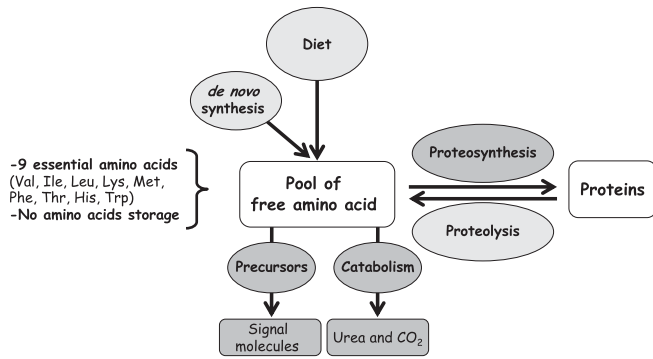 Diet
de novo
synthesis
-9 essential amino acids
(Val, Ile, Leu, Lys, Met,
Phe, Thr, His, Trp)
-No amino acids storage
Pool of
free amino acid
Proteosynthesis
Proteins
Proteolysis
Precursors
Catabolism
Signal
molecules
Urea and CO₂